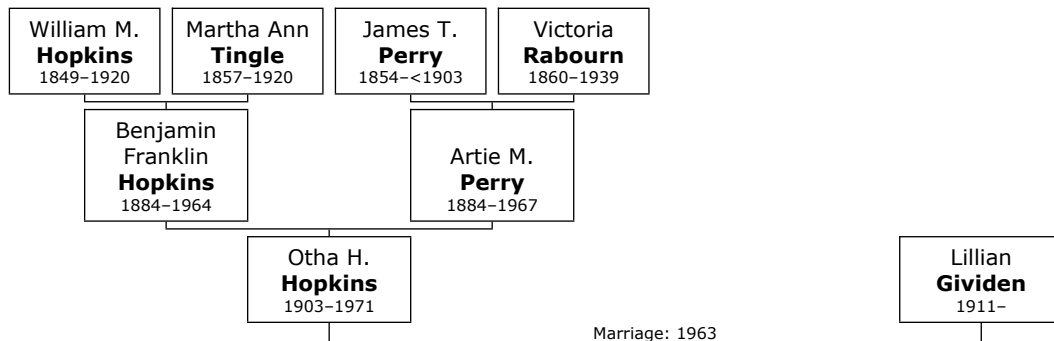 William M.
Hopkins
1849–1920
Martha Ann
Tingle
1857–1920
James T.
Perry
1854–<1903
Victoria
Rabourn
1860–1939
Benjamin
Franklin
Hopkins
1884–1964
Artie M.
Perry
1884–1967
Otha H.
Hopkins
1903–1971
Lillian
Gividen
1911–
Marriage: 1963